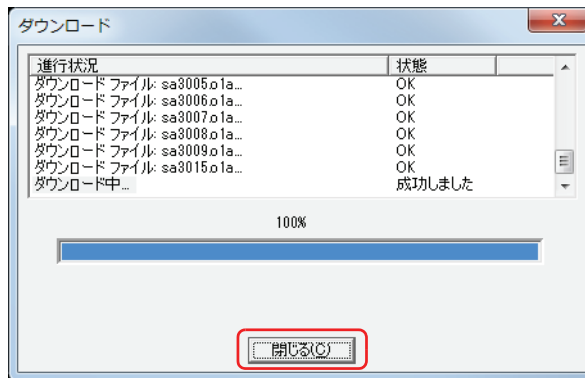 ダウンロード
進行状況 状態
ダウンロード ファイル: sa3005.o1a... OK
ダウンロード ファイル: sa3006.o1a... OK
ダウンロード ファイル: sa3007.o1a... OK
ダウンロード ファイル: sa3008.o1a... OK
ダウンロード ファイル: sa3009.o1a... OK
ダウンロード ファイル: sa3015.o1a... OK
ダウンロード中... 成功しました
100%
閉じる(C)